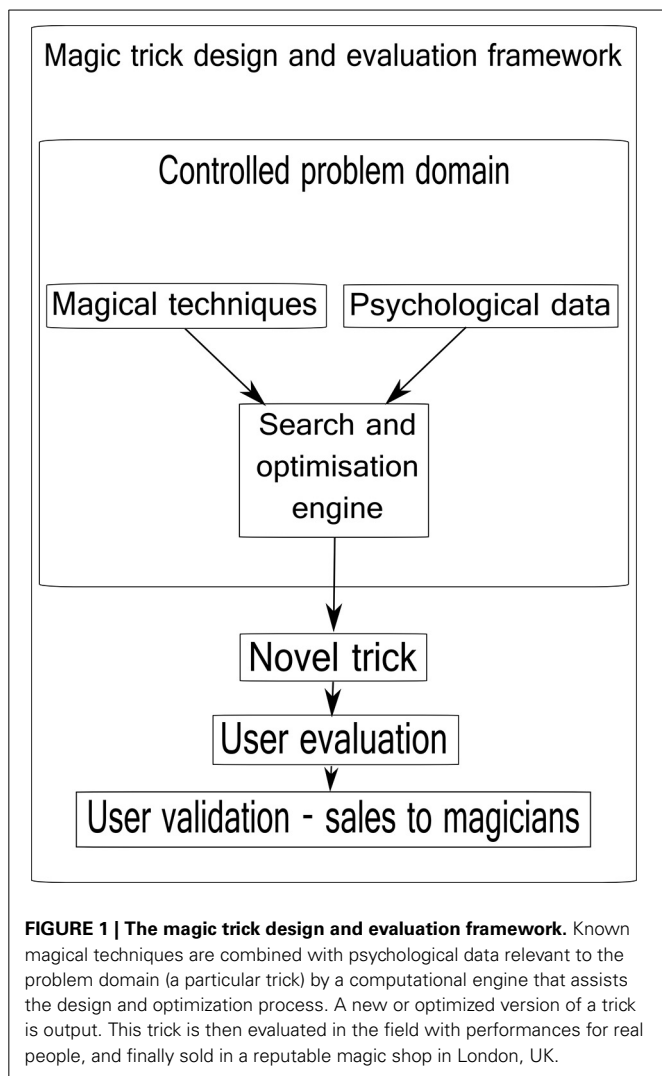 Magic trick design and evaluation framework
Controlled problem domain
Magical techniques
Psychological data
Search and
optimisation
engine
Novel trick
User evaluation
User validation - sales to magicians
FIGURE 1 | The magic trick design and evaluation framework. Known
magical techniques are combined with psychological data relevant to the
problem domain (a particular trick) by a computational engine that assists
the design and optimization process. A new or optimized version of a trick
is output. This trick is then evaluated in the field with performances for real
people, and finally sold in a reputable magic shop in London, UK.